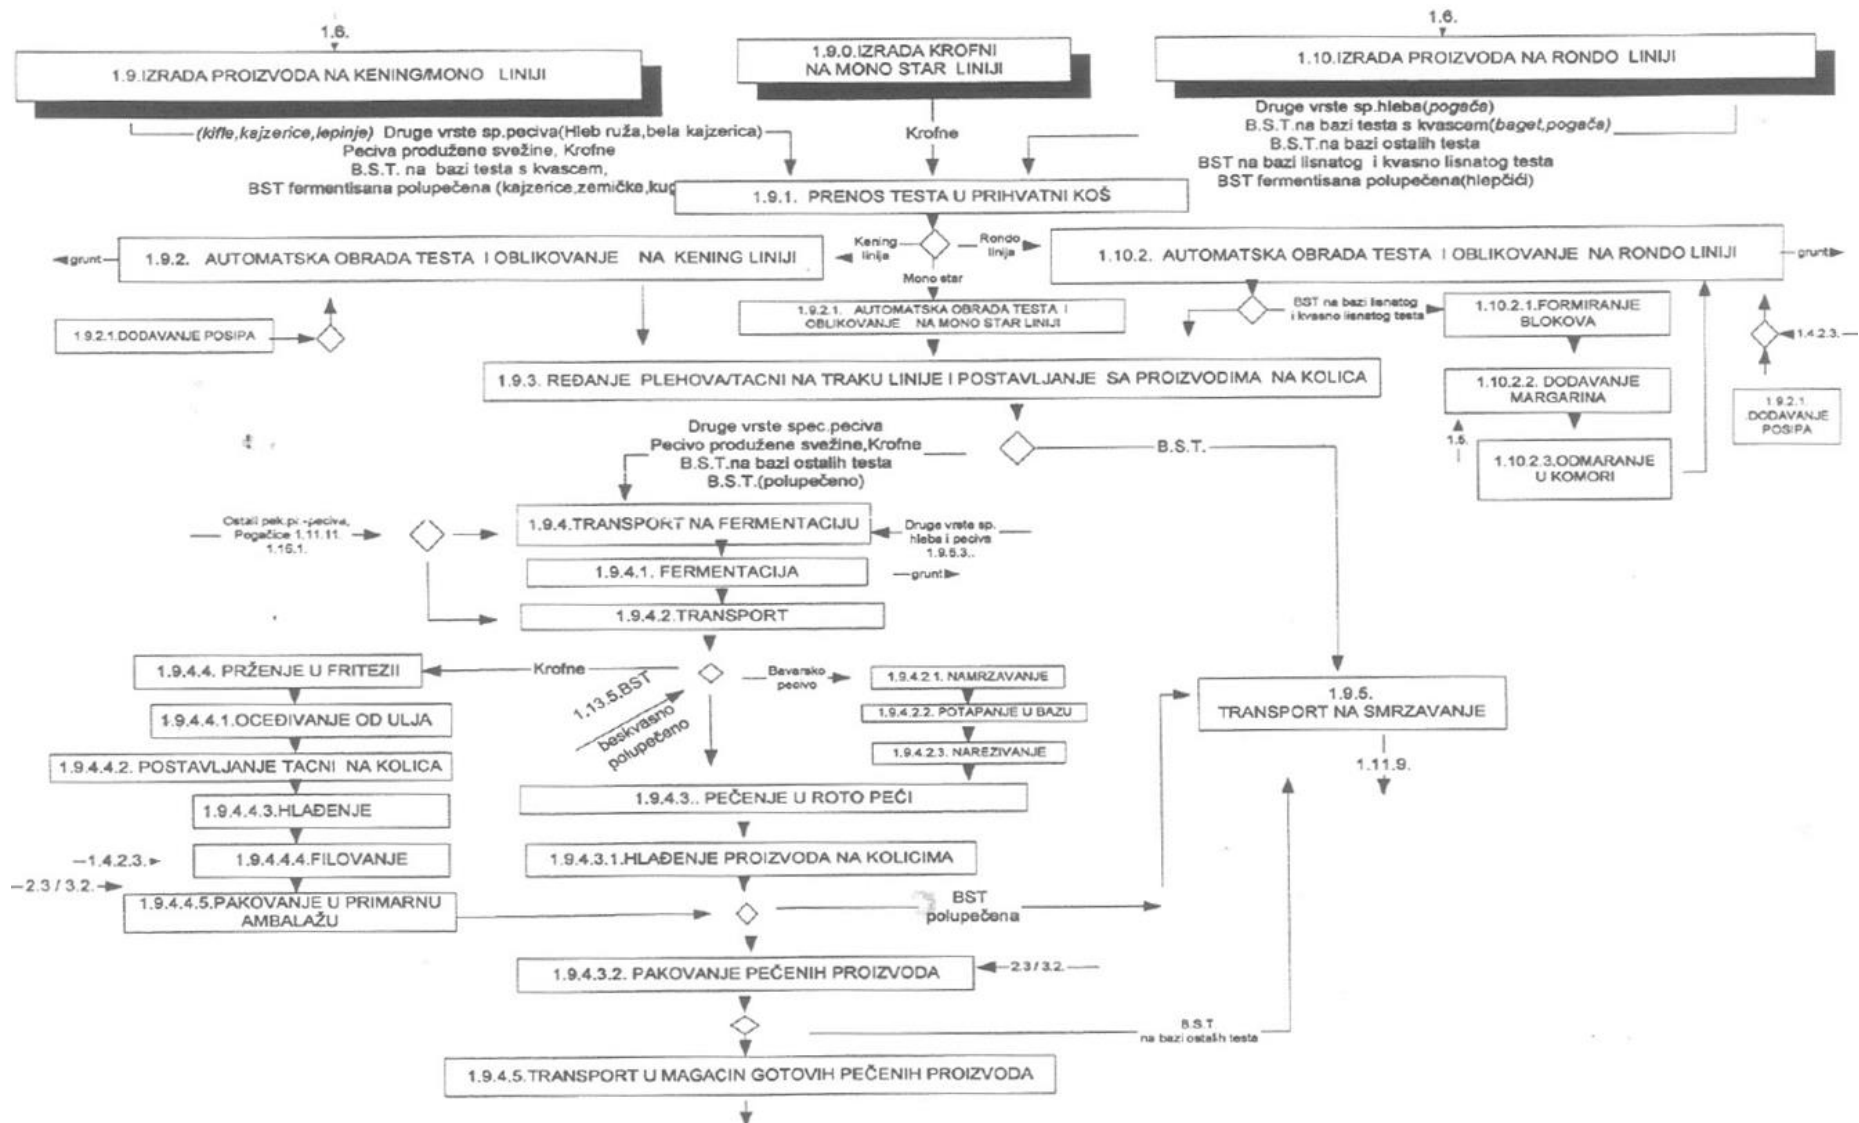 1.6.
1.9.IZRADA PROIZVODA NA KENING/MONO LINIJI
1.9.0.IZRADA KROFNI
NA MONO STAR LINIJI
1.6.
1.10.IZRADA PROIZVODA NA RONDO LINIJI
(kifle,kajzerice,lepinje) Druge vrste sp.peciva(Hleb ruža,bela kajzerica)
Peciva produžene svežine, Krofne
B.S.T. na bazi testa s kvascem,
BST fermentisana polupečena (kajzerice,zemičke,kug
Krofne
Druge vrste sp.hleba(pogača)
B.S.T.na bazi testa s kvascem(baget,pogača)
B.S.T.na bazi ostalih testa
BST na bazi lisnatog i kvasno lisnatog testa
BST fermentisana polupečena(hlepčići)
1.9.1. PRENOS TESTA U PRIHVATNI KOŠ
grunt
1.9.2. AUTOMATSKA OBRADA TESTA I OBLIKOVANJE NA KENING LINIJI
Kening
linija
Rondo
linija
1.10.2. AUTOMATSKA OBRADA TESTA I OBLIKOVANJE NA RONDO LINIJI
grunt
Mono star
1.9.2.1. AUTOMATSKA OBRADA TESTA I
OBLIKOVANJE NA MONO STAR LINIJI
BST na bazi lisnatog
i kvasno lisnatog testa
1.10.2.1.FORMIRANJE
BLOKOVA
1.9.2.1.DODAVANJE POSIPA
1.4.2.3.
1.9.3. REĐANJE PLEHOVA/TACNI NA TRAKU LINIJE I POSTAVLJANJE SA PROIZVODIMA NA KOLICA
1.10.2.2. DODAVANJE
MARGARINA
1.9.2.1.
.DODAVANJE
POSIPA
1.5.
1.10.2.3.ODMARANJE
U KOMORI
Druge vrste spec.peciva
Pecivo produžene svežine,Krofne
B.S.T.na bazi ostalih testa
B.S.T.(polupečeno)
B.S.T.
Ostali pek.pr.-peciva,
Pogačice 1.11.11.
1.15.1.
1.9.4.TRANSPORT NA FERMENTACIJU
Druge vrste sp.
hleba i peciva
1.9.5.3..
1.9.4.1. FERMENTACIJA
grunt
1.9.4.2.TRANSPORT
1.9.4.4. PRŽENJE U FRITEZII
Krofne
Bavarsko
pecivo
1.9.4.2.1. NAMRZAVANJE
1.13.5.BST
beskvasno
polupečeno
1.9.4.4.1.OCEĐIVANJE OD ULJA
1.9.4.2.2. POTAPANJE U BAZU
1.9.5.
TRANSPORT NA SMRZAVANJE
1.9.4.2.3. NAREZIVANJE
1.9.4.4.2. POSTAVLJANJE TACNI NA KOLICA
1.11.9.
1.9.4.3.. PEČENJE U ROTO PEĆI
1.9.4.4.3.HLAĐENJE
1.4.2.3.
1.9.4.4.4.FILOVANJE
1.9.4.3.1.HLAĐENJE PROIZVODA NA KOLICIMA
2.3 / 3.2.
1.9.4.4.5.PAKOVANJE U PRIMARNU
AMBALAŽU
BST
polupečena
1.9.4.3.2. PAKOVANJE PEČENIH PROIZVODA
2.3 / 3.2.
B.S.T.
na bazi ostalih testa
1.9.4.5.TRANSPORT U MAGACIN GOTOVIH PEČENIH PROIZVODA